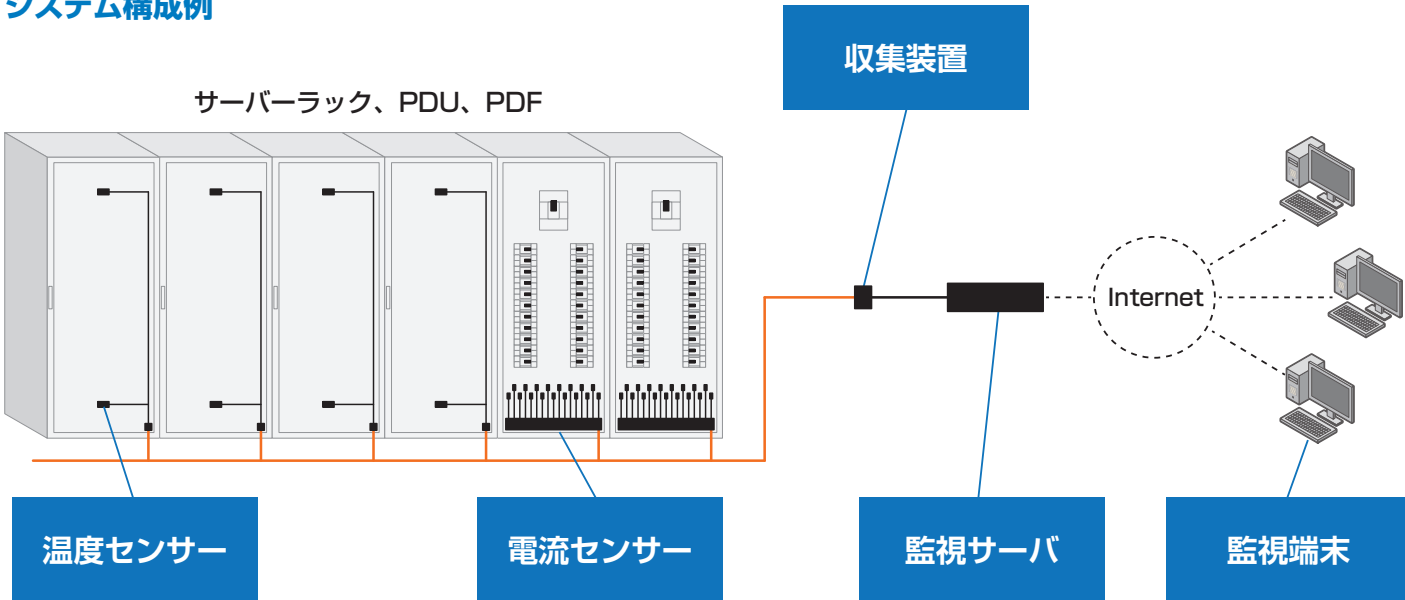 システム構成例
収集装置
サーバーラック、PDU、PDF
Internet
温度センサー
電流センサー
監視サーバ
監視端末